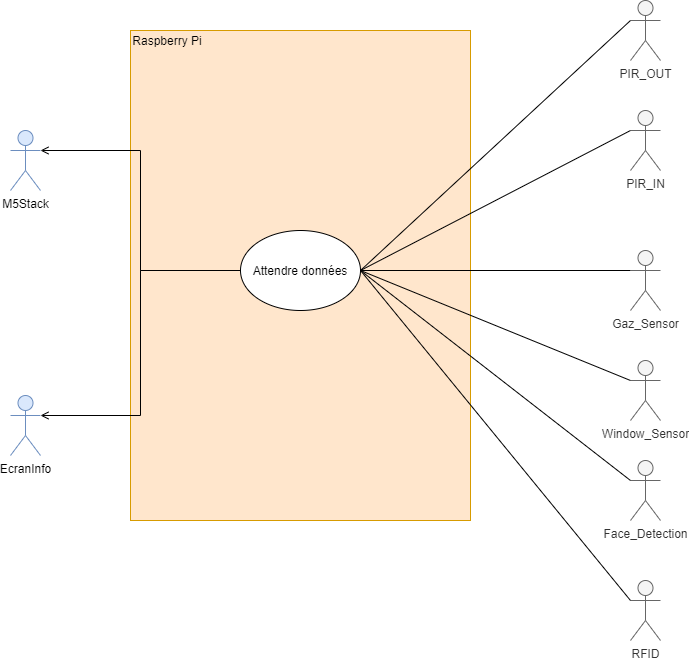 Raspberry Pi
PIR_OUT
PIR_IN
M5Stack
Attendre données
Gaz_Sensor
Window_Sensor
EcranInfo
Face_Detection
RFID